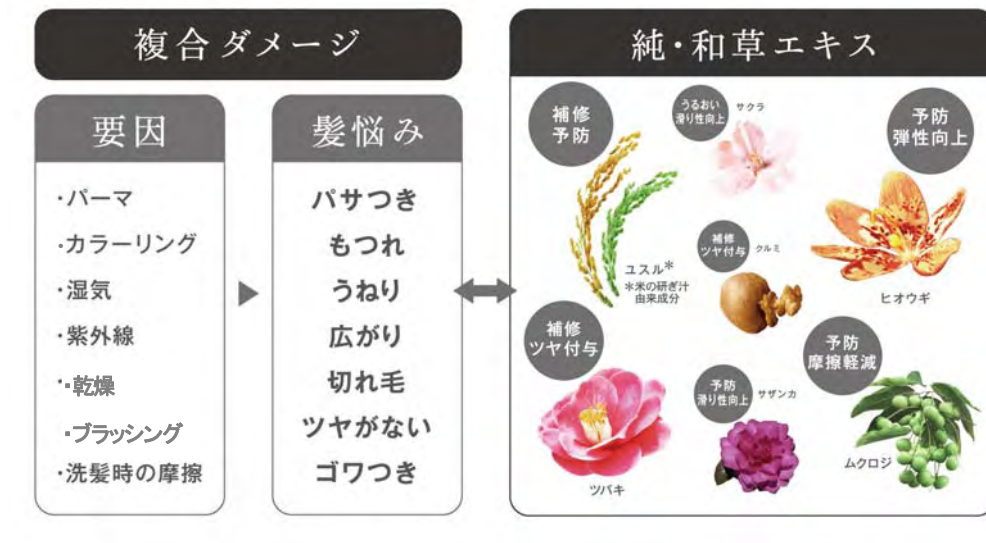 複合ダメージ
要因
・パーマ
・カラーリング
・湿気
・紫外線
・乾燥
・ブラッシング
・洗髪時の摩擦
髪悩み
パサつき
もつれ
うねり
広がり
切れ毛
ツヤがない
ゴワつき
純・和草エキス
補修
予防
ユスル*
*米の研ぎ汁
由来成分
うるおい
滑り性向上
サクラ
予防
弾性向上
ヒオウギ
補修
ツヤ付与
クルミ
補修
ツヤ付与
ツバキ
予防
滑り性向上
サザンカ
予防
摩擦軽減
ムクロジ